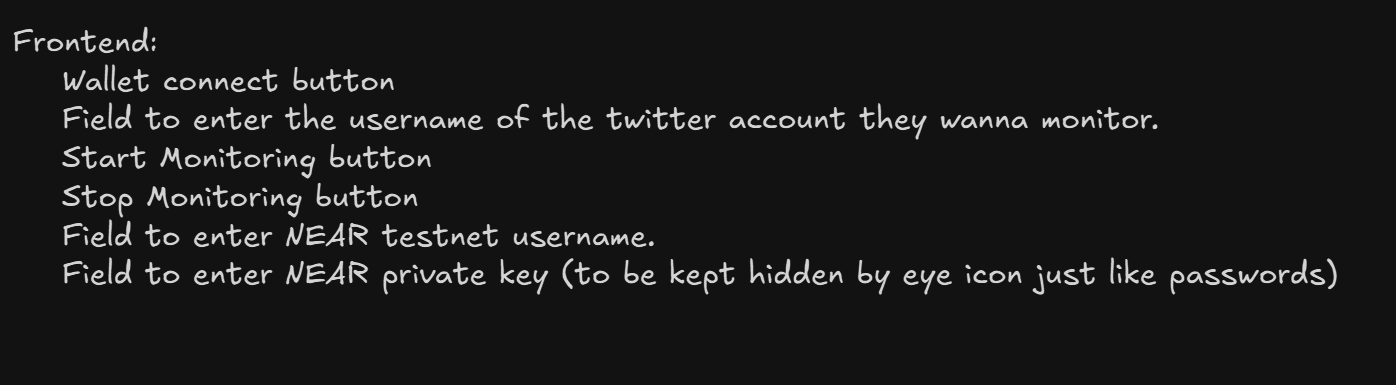 Frontend:
Wallet connect button
Field to enter the username of the twitter account they wanna monitor.
Start Monitoring button
Stop Monitoring button
Field to enter NEAR testnet username.
Field to enter NEAR private key (to be kept hidden by eye icon just like passwords)